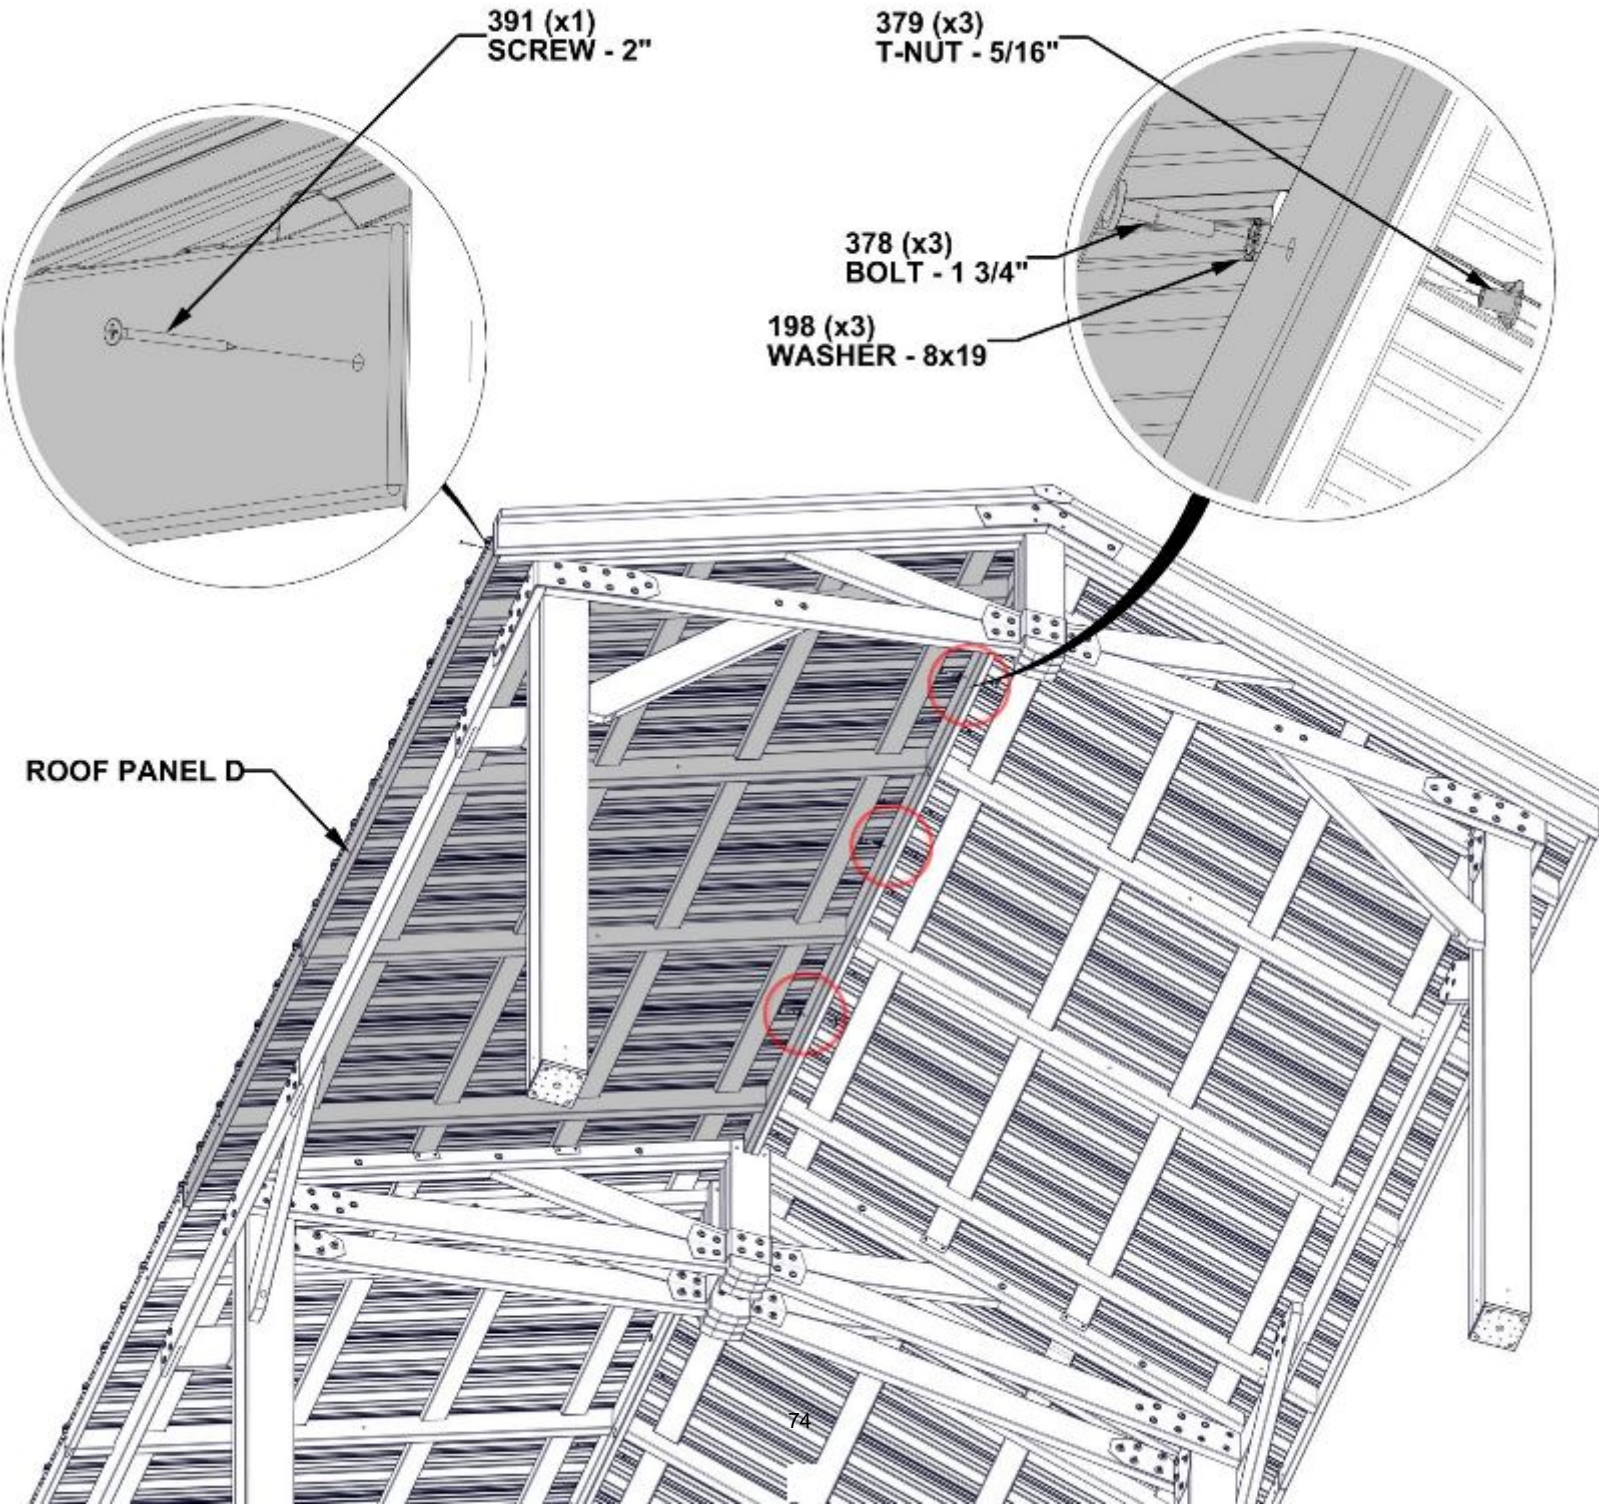 391 (x1)
SCREW - 2"
379 (x3)
T-NUT - 5/16"
378 (x3)
BOLT - 1 3/4"
198 (x3)
WASHER - 8x19
ROOF PANEL D
74